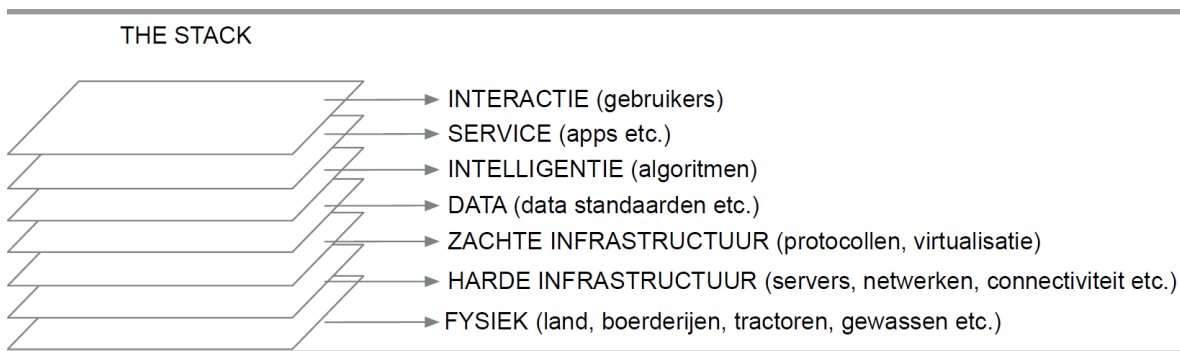 THE STACK
INTERACTIE (gebruikers)
SERVICE (apps etc.)
INTELLIGENTIE (algoritmen)
DATA (data standaarden etc.)
ZACHTE INFRASTRUCTUUR (protocollen, virtualisatie)
HARDE INFRASTRUCTUUR (servers, netwerken, connectiviteit etc.)
FYSIEK (land, boerderijen, tractoren, gewassen etc.)